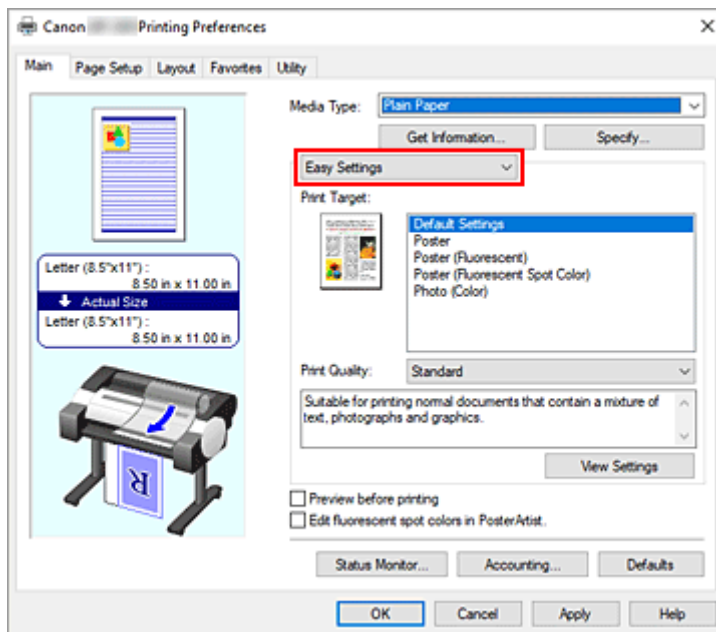 Canon Printing Preferences
Main Page Setup Layout Favorites Utility
Media Type: Plain Paper
Get Information... Specify...
Easy Settings
Print Target:
Default Settings
Poster
Poster (Fluorescent)
Poster (Fluorescent Spot Color)
Photo (Color)
Letter (8.5"x11") :
8.50 in x 11.00 in
Actual Size
Letter (8.5"x11") :
8.50 in x 11.00 in
Print Quality: Standard
Suitable for printing normal documents that contain a mixture of
text, photographs and graphics.
View Settings
R
Preview before printing
Edit fluorescent spot colors in PosterArtist.
Status Monitor... Accounting... Defaults
OK Cancel Apply Help